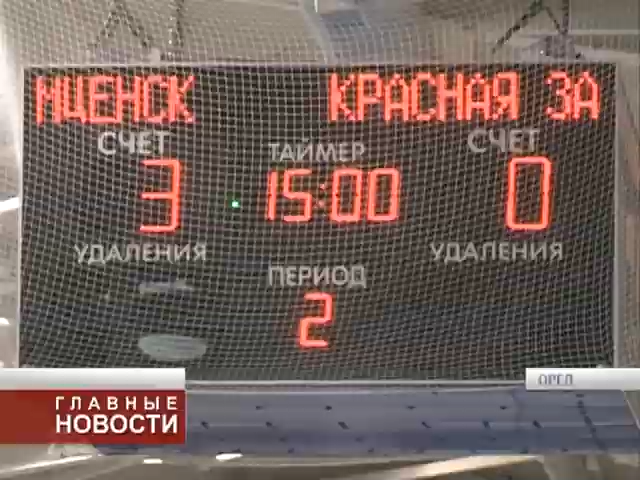 МЦЕНСК КРАСНАЯ ЗА
СЧЕТ ТАЙМЕР СЧЕТ
3 15:00 0
УДАЛЕНИЯ ПЕРИОД УДАЛЕНИЯ
2
ОРЕЛ
ГЛАВНЫЕ
НОВОСТИ